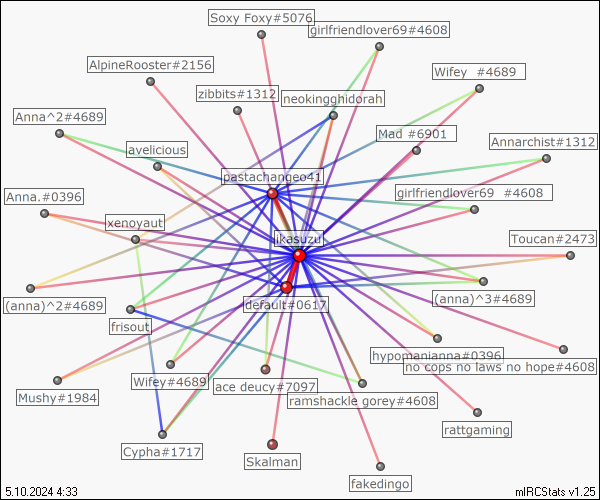 Soxy Foxy#5076
girlfriendlover69#4608
AlpineRooster#2156
Wifey  #4689
zibbits#1312
neokingghidorah
Anna^2#4689
Mad #6901
Annarchist#1312
avelicious
pastachangeo41
Anna.#0396
girlfriendlover69  #4608
xenoyaut
ikasuzu
Toucan#2473
(anna)^2#4689
(anna)^3#4689
default#0617
frisout
hypomanianna#0396
no cops no laws no hope#4608
Wifey#4689
ace deucy#7097
Mushy#1984
ramshackle gorey#4608
rattgaming
Cypha#1717
Skalman
fakedingo
5.10.2024 4:33
mIRCStats v1.25